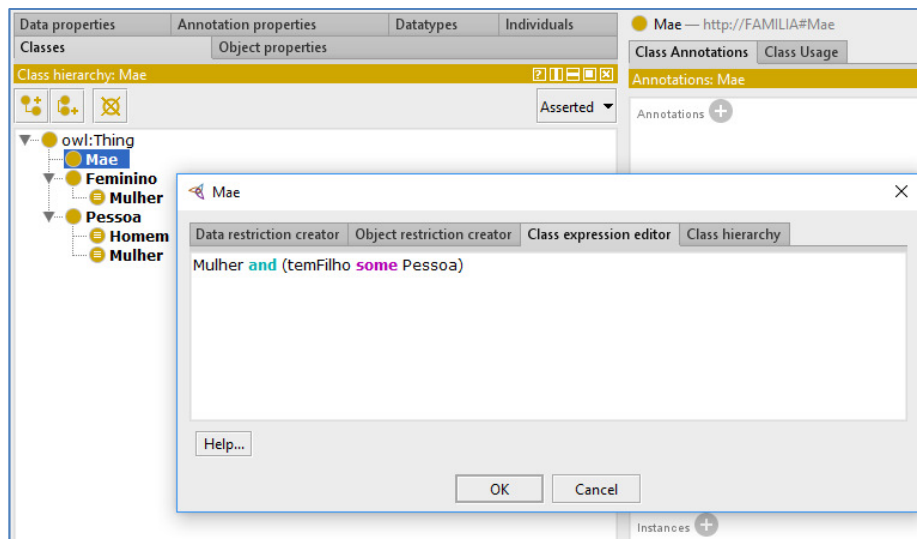 Data properties Annotation properties Datatypes Individuals
Classes Object properties
Class hierarchy: Mae
Asserted
owl:Thing
Mae
Feminino
Mulher
Pessoa
Homem
Mulher
Mae — http://FAMILIA#Mae
Class Annotations Class Usage
Annotations: Mae
Annotations
Mae
Data restriction creator Object restriction creator Class expression editor Class hierarchy
Mulher and (temFilho some Pessoa)
Help...
OK Cancel
Instances